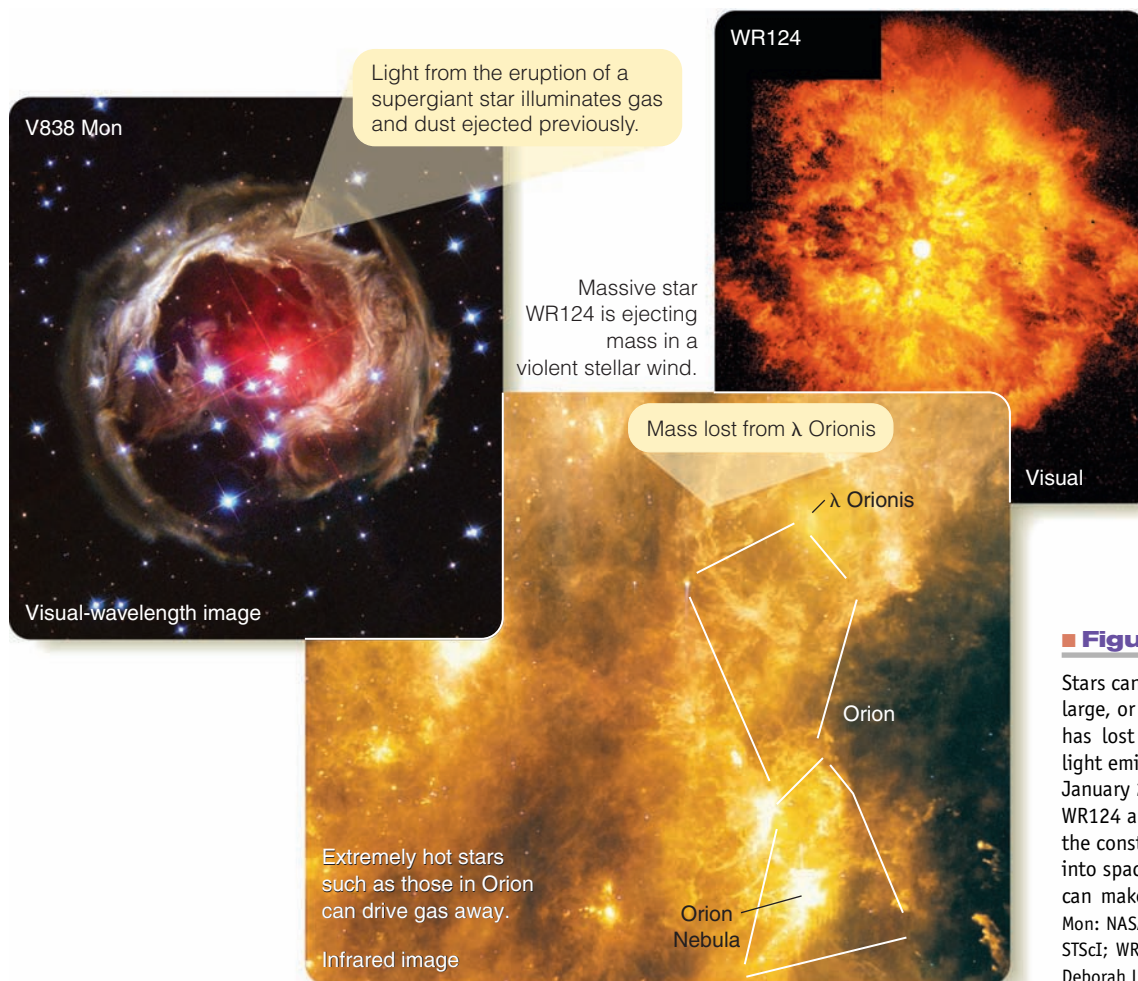 V838 Mon
Light from the eruption of a
supergiant star illuminates gas
and dust ejected previously.
WR124
Massive star
WR124 is ejecting
mass in a
violent stellar wind.
Visual
Visual-wavelength image
Mass lost from λ Orionis
λ Orionis
Orion
Extremely hot stars
such as those in Orion
can drive gas away.
Orion
Nebula
Infrared image
■ Figu
Stars can
large, or
has lost
light emi
January
WR124 a
the const
into spac
can make
Mon: NASA
STScI; WR
Deborah L